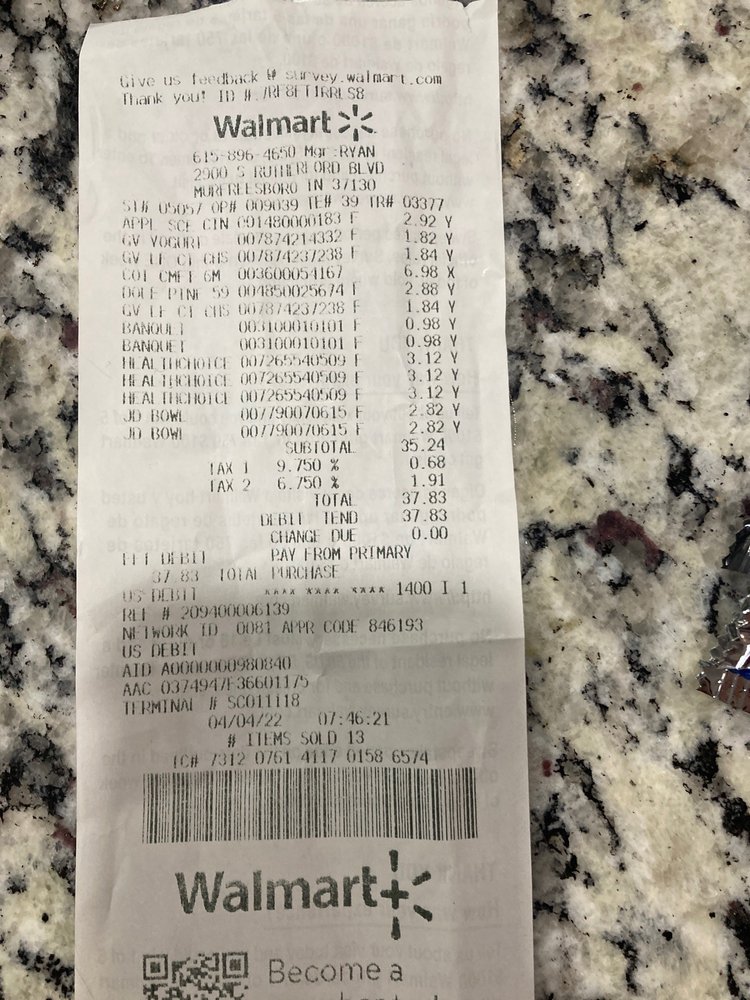 Give us feedback @ survey.walmart.com
Thank you! ID #:7RF8FT1RRLS8
Walmart
615-896-4650 Mgr:RYAN
2900 S RUTHERFORD BLVD
MURFREESBORO TN 37130
ST# 05057 OP# 009039 TE# 39 TR# 03377
APPL SCE CTN 001480000183 F 2.92 Y
GV YOGURT 007874214332 F 1.82 Y
GV LF CT CHS 007874237238 F 1.84 Y
COT CMFT 6M 003600054167 6.98 X
DOLE PINE 59 004850025674 F 2.88 Y
GV LF CT CHS 007874237238 F 1.84 Y
BANQUET 003100010101 F 0.98 Y
BANQUET 003100010101 F 0.98 Y
HEALTHCHOICE 007265540509 F 3.12 Y
HEALTHCHOICE 007265540509 F 3.12 Y
HEALTHCHOICE 007265540509 F 3.12 Y
JD BOWL 007790070615 F 2.82 Y
JD BOWL 007790070615 F 2.82 Y
SUBTOTAL 35.24
TAX 1 9.750 % 0.68
TAX 2 6.750 % 1.91
TOTAL 37.83
DEBIT TEND 37.83
CHANGE DUE 0.00
EFT DEBIT PAY FROM PRIMARY
37.83 TOTAL PURCHASE
US DEBIT **** **** **** 1400 I 1
REF # 209400006139
NETWORK ID. 0081 APPR CODE 846193
US DEBIT
AID A0000000980840
AAC 0374947F36601175
TERMINAL # SC011118
04/04/22 07:46:21
# ITEMS SOLD 13
TC# 7312 0761 4117 0158 6574
Walmart+
Become a